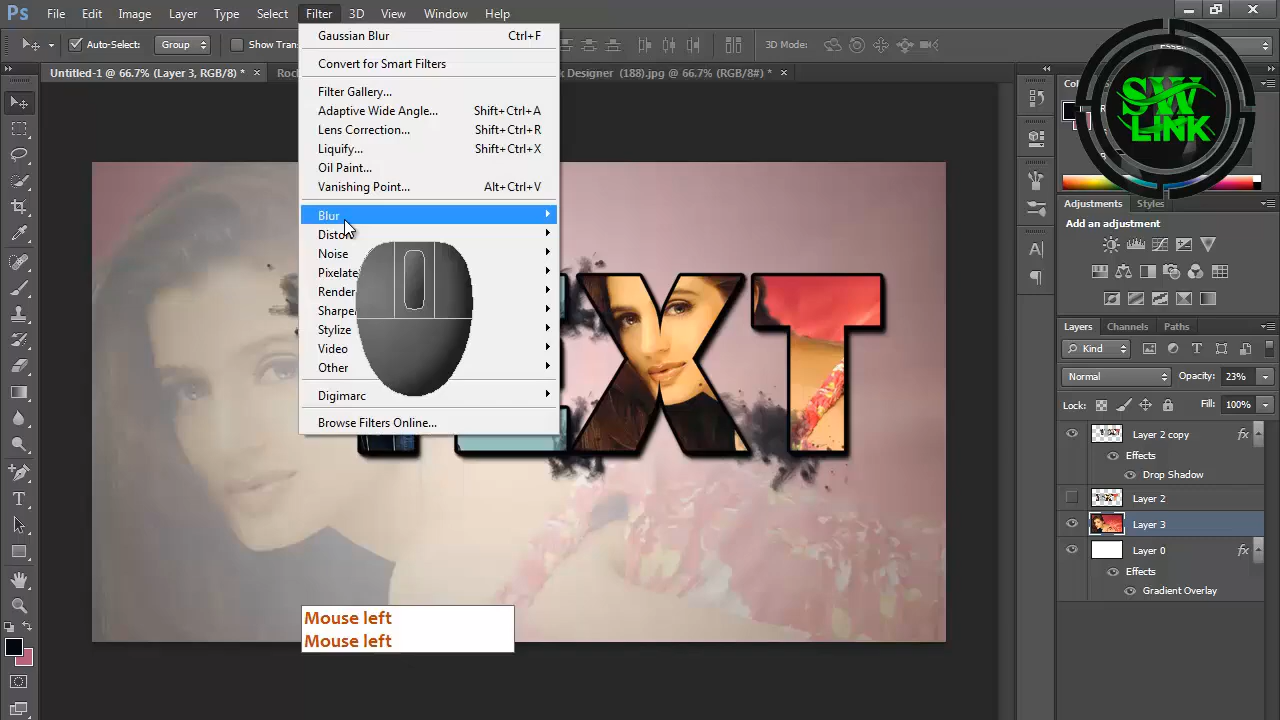 Ps File Edit Image Layer Type Select Filter 3D View Window Help
Auto-Select: Group Show Tran 3D Mode:
Untitled-1 @ 66.7% (Layer 3, RGB/8) * × Roc k Designer (188).jpg @ 66.7% (RGB/8#) * ×
Gaussian Blur Ctrl+F
Convert for Smart Filters
Filter Gallery...
Adaptive Wide Angle... Shift+Ctrl+A
Lens Correction... Shift+Ctrl+R
Liquify... Shift+Ctrl+X
Oil Paint...
Vanishing Point... Alt+Ctrl+V
Blur
Distort
Noise
Pixelate
Render
Sharpen
Stylize
Video
Other
Digimarc
Browse Filters Online...
TEXT
Mouse left
Mouse left
SW
LINK
Adjustments Styles
Add an adjustment
Layers Channels Paths
Kind
Normal Opacity: 23%
Lock: Fill: 100%
Layer 2 copy fx
Effects
Drop Shadow
Layer 2
Layer 3
Layer 0 fx
Effects
Gradient Overlay